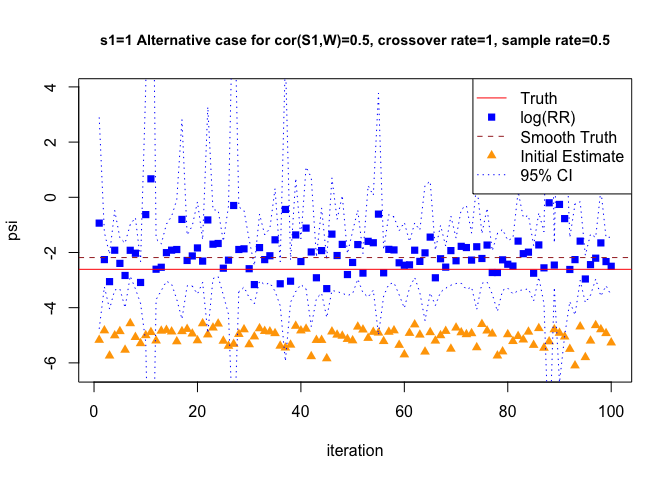 s1=1 Alternative case for cor(S1,W)=0.5, crossover rate=1, sample rate=0.5
Truth
log(RR)
Smooth Truth
Initial Estimate
95% CI
psi
4
2
0
-2
-4
-6
0 20 40 60 80 100
iteration